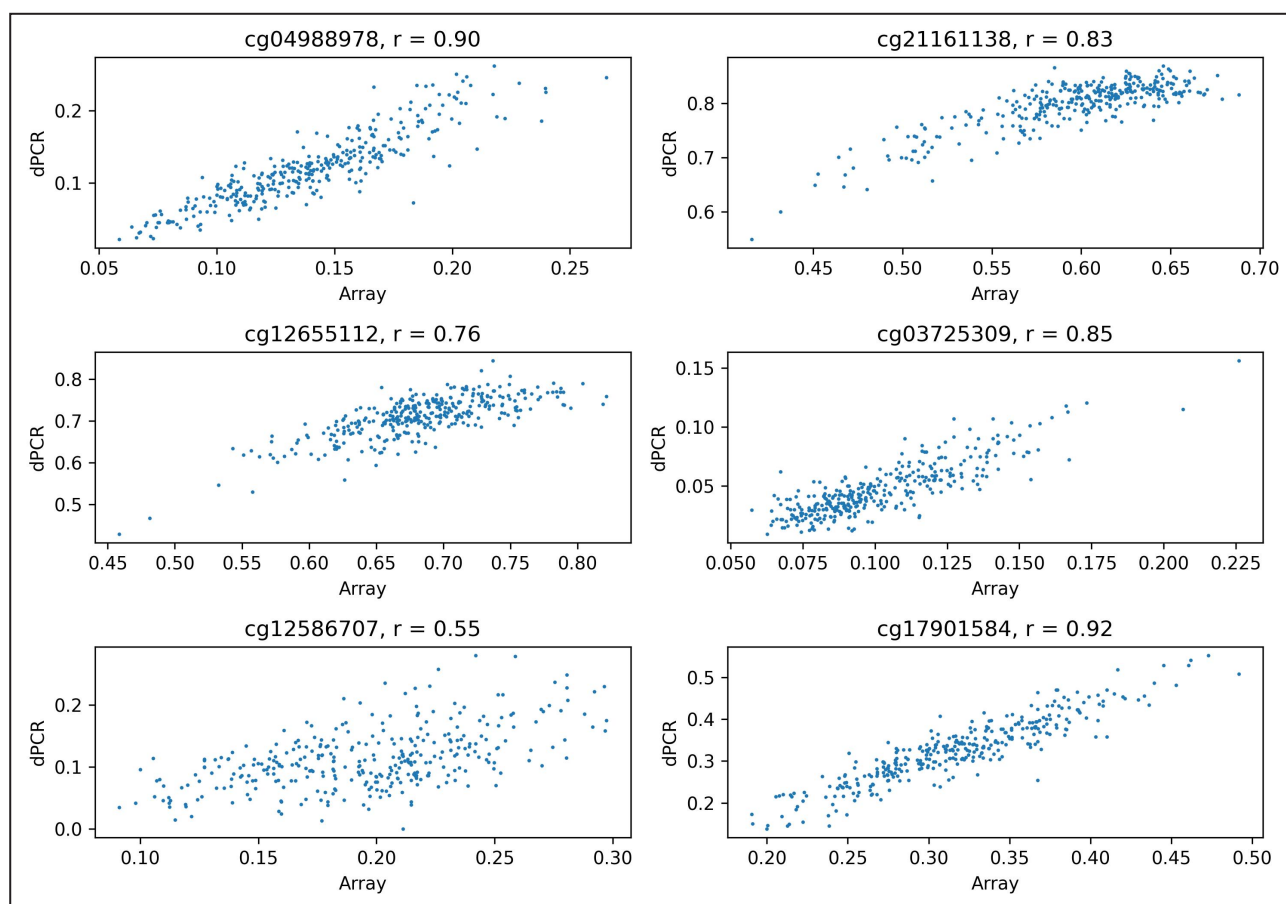 cg04988978, r = 0.90
dPCR
0.2
0.1
0.05 0.10 0.15 0.20 0.25
Array
cg21161138, r = 0.83
dPCR
0.8
0.7
0.6
0.45 0.50 0.55 0.60 0.65 0.70
Array
cg12655112, r = 0.76
dPCR
0.8
0.7
0.6
0.5
0.45 0.50 0.55 0.60 0.65 0.70 0.75 0.80
Array
cg03725309, r = 0.85
dPCR
0.15
0.10
0.05
0.050 0.075 0.100 0.125 0.150 0.175 0.200 0.225
Array
cg12586707, r = 0.55
dPCR
0.2
0.1
0.0
0.10 0.15 0.20 0.25 0.30
Array
cg17901584, r = 0.92
dPCR
0.5
0.4
0.3
0.2
0.20 0.25 0.30 0.35 0.40 0.45 0.50
Array